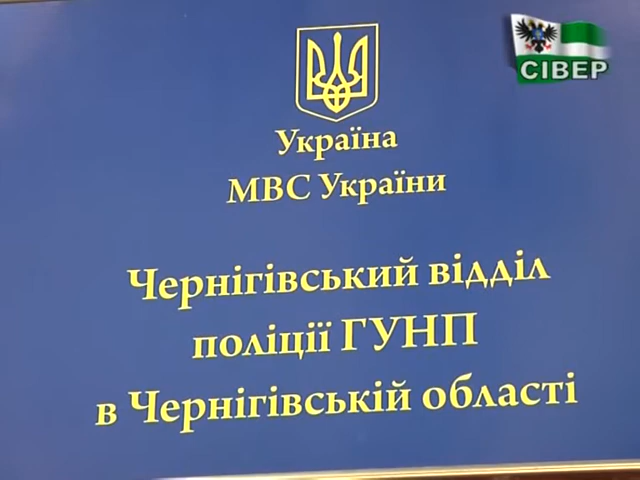 СІВЕР
Україна
МВС України
Чернігівський відділ
поліції ГУНП
в Чернігівській області